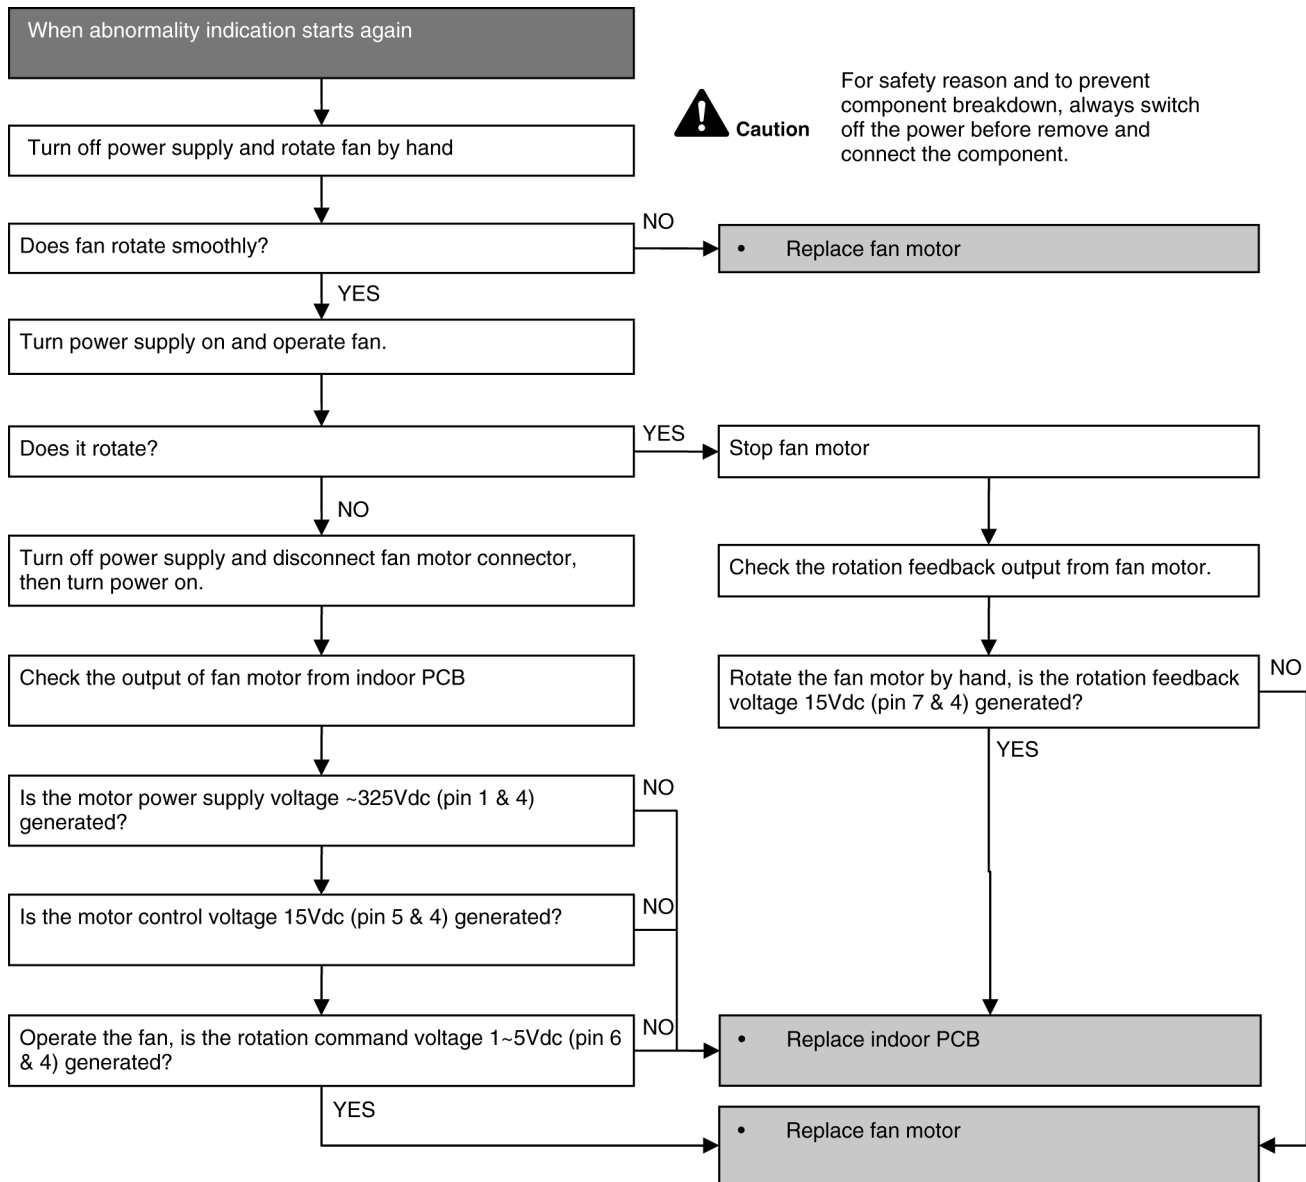 When abnormality indication starts again
Turn off power supply and rotate fan by hand
Caution
For safety reason and to prevent
component breakdown, always switch
off the power before remove and
connect the component.
Does fan rotate smoothly?
NO
• Replace fan motor
YES
Turn power supply on and operate fan.
Does it rotate?
YES
Stop fan motor
NO
Turn off power supply and disconnect fan motor connector,
then turn power on.
Check the rotation feedback output from fan motor.
Check the output of fan motor from indoor PCB
Rotate the fan motor by hand, is the rotation feedback
voltage 15Vdc (pin 7 & 4) generated?
NO
YES
Is the motor power supply voltage ~325Vdc (pin 1 & 4)
generated?
NO
Is the motor control voltage 15Vdc (pin 5 & 4) generated?
NO
Operate the fan, is the rotation command voltage 1~5Vdc (pin 6
& 4) generated?
NO
• Replace indoor PCB
YES
• Replace fan motor